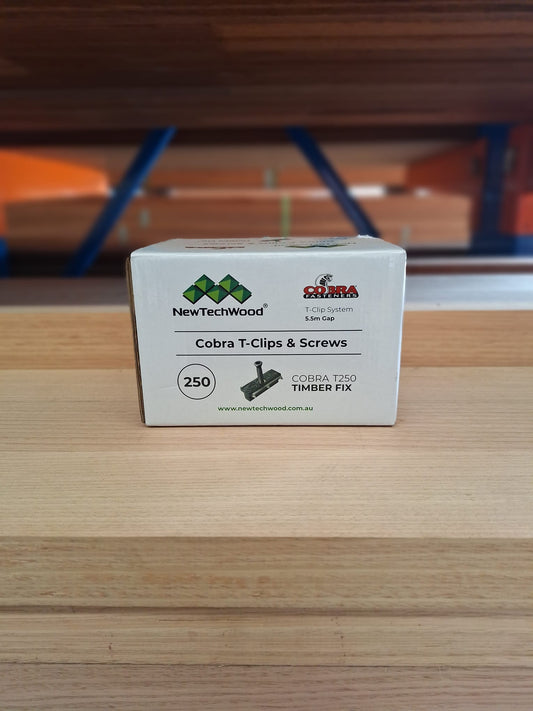 NewTechWood®
COBRA
FASTENERS
T-Clip System
5.5m Gap
Cobra T-Clips & Screws
250
COBRA T250
TIMBER FIX
www.newtechwood.com.au